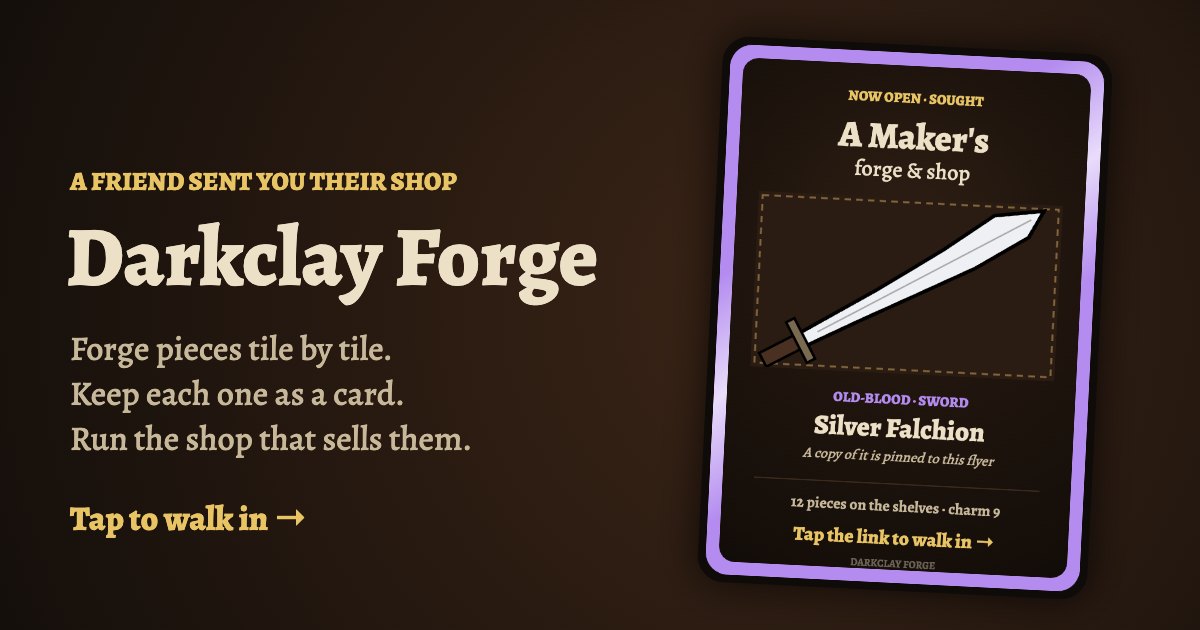 A FRIEND SENT YOU THEIR SHOP
Darkclay Forge
Forge pieces tile by tile.
Keep each one as a card.
Run the shop that sells them.
Tap to walk in →
NOW OPEN · SOUGHT
A Maker's
forge & shop
OLD-BLOOD · SWORD
Silver Falchion
A copy of it is pinned to this flyer
12 pieces on the shelves · charm 9
Tap the link to walk in →
DARKCLAY FORGE